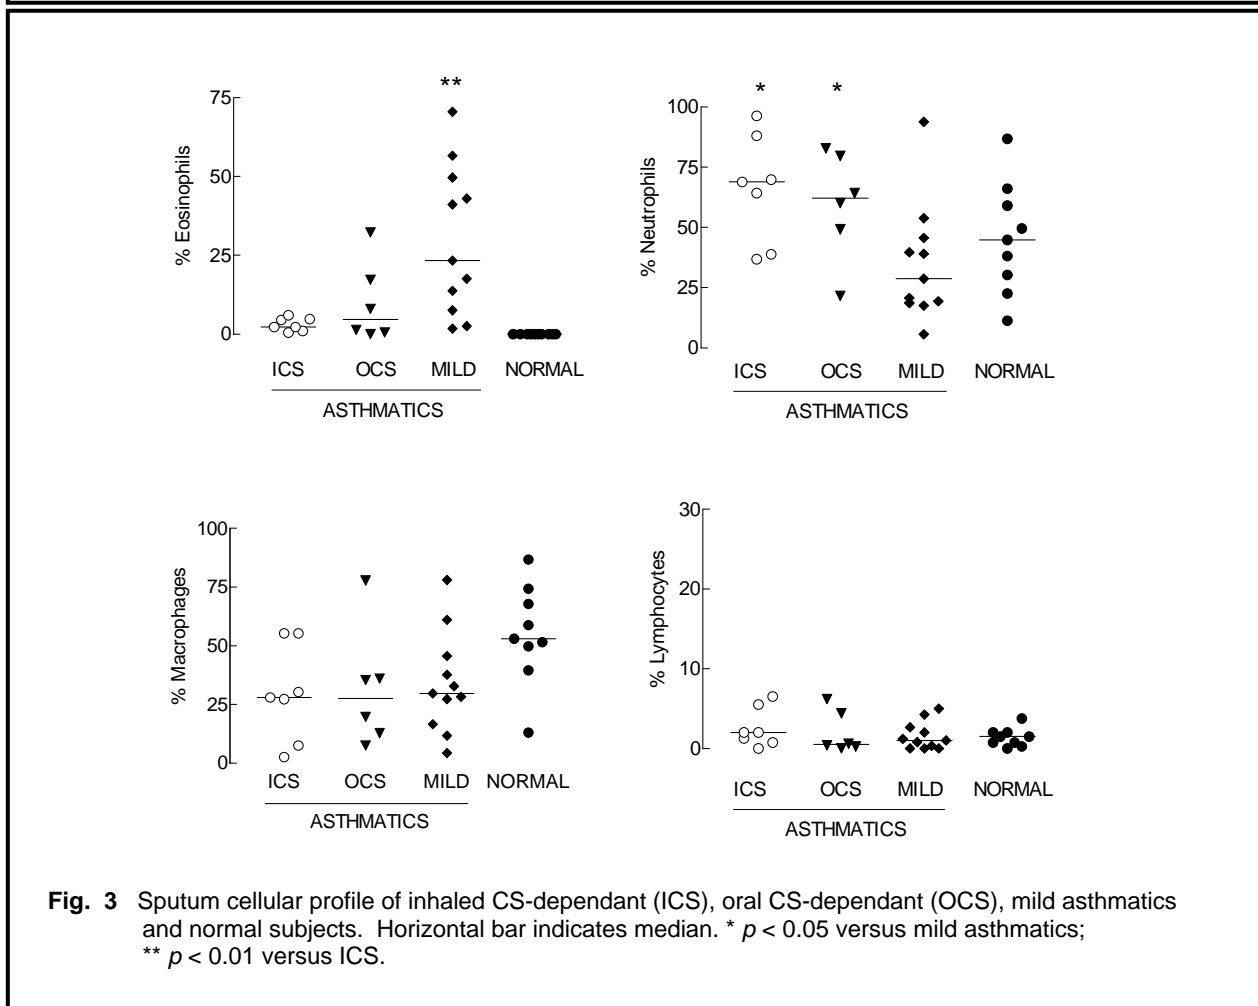 **
75
50
25
0
% Eosinophils
ICS OCS MILD NORMAL
ASTHMATICS
* *
100
75
50
25
0
% Neutrophils
ICS OCS MILD NORMAL
ASTHMATICS
100
75
50
25
0
% Macrophages
ICS OCS MILD NORMAL
ASTHMATICS
30
20
10
0
% Lymphocytes
ICS OCS MILD NORMAL
ASTHMATICS
Fig. 3 Sputum cellular profile of inhaled CS-dependant (ICS), oral CS-dependant (OCS), mild asthmatics
and normal subjects. Horizontal bar indicates median. * p < 0.05 versus mild asthmatics;
** p < 0.01 versus ICS.